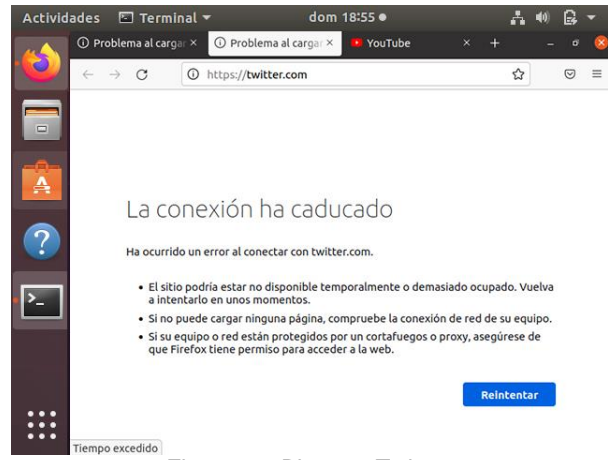 Actividades Terminal dom 18:55
Problema al cargar Problema al cargar YouTube
https://twitter.com
La conexión ha caducado
Ha ocurrido un error al conectar con twitter.com.
El sitio podría estar no disponible temporalmente o demasiado ocupado. Vuelva
a intentarlo en unos momentos.
Si no puede cargar ninguna página, compruebe la conexión de red de su equipo.
Si su equipo o red están protegidos por un cortafuegos o proxy, asegúrese de
que Firefox tiene permiso para acceder a la web.
Reintentar
Tiempo excedido